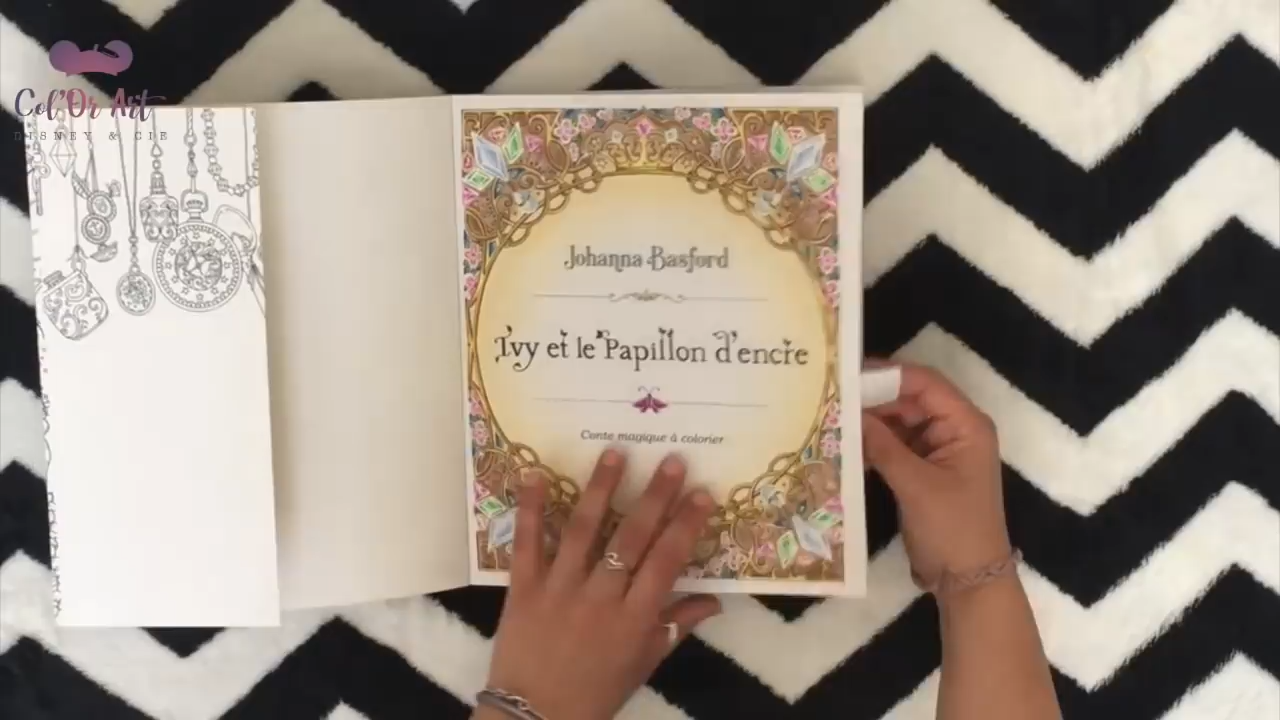 Col'Or Art
DISNEY & CIE
Johanna Basford
Ivy et le Papillon d'encre
Conte magique à colorier